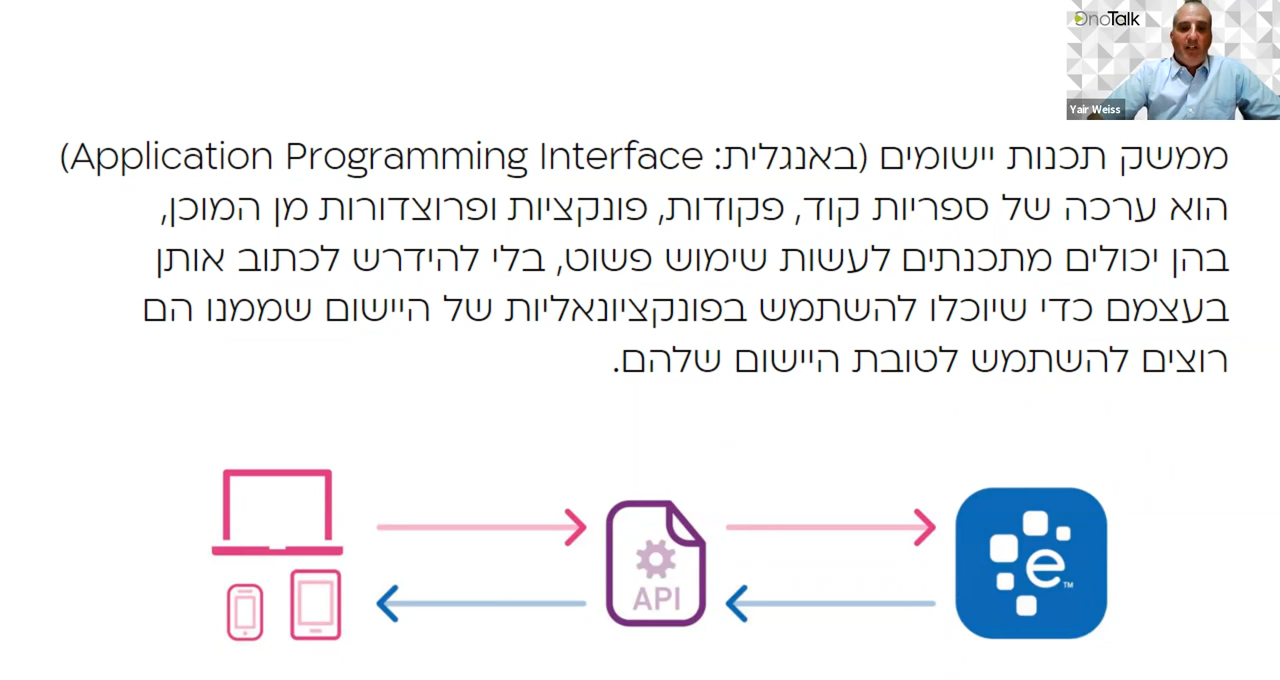 OnoTalk
Yair Weiss
ממשק תכנות יישומים (באנגלית: Application Programming Interface)
הוא ערכה של ספריות קוד, פקודות, פונקציות ופרוצדורות מן המוכן,
בהן יכולים מתכנתים לעשות שימוש פשוט, בלי להידרש לכתוב אותן
בעצמם כדי שיוכלו להשתמש בפונקציונאליות של היישום שממנו הם
רוצים להשתמש לטובת היישום שלהם.
API
e™